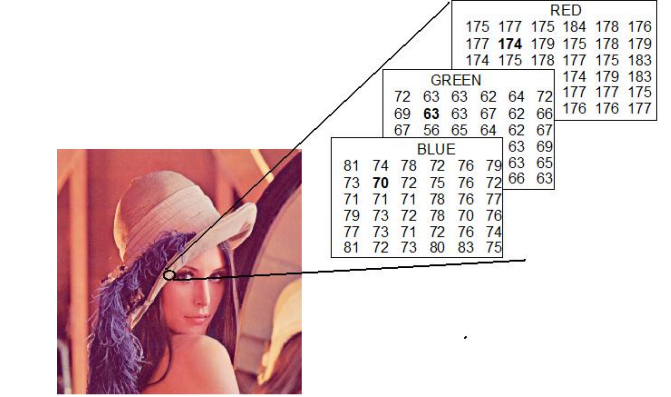 RED
175 177 175 184 178 176
177 174 179 175 178 179
174 175 178 177 175 183
174 179 183
177 177 175
176 176 177
GREEN
72 63 63 62 64 72
69 63 63 67 62 66
67 56 65 64 62 67
63 69
63 65
66 63
BLUE
81 74 78 72 76 79
73 70 72 75 76 72
71 71 71 78 76 77
79 73 72 78 70 76
77 73 71 72 76 74
81 72 73 80 83 75